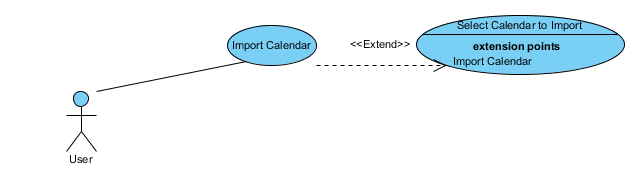 Select Calendar to Import
Import Calendar
<<Extend>>
extension points
Import Calendar
User